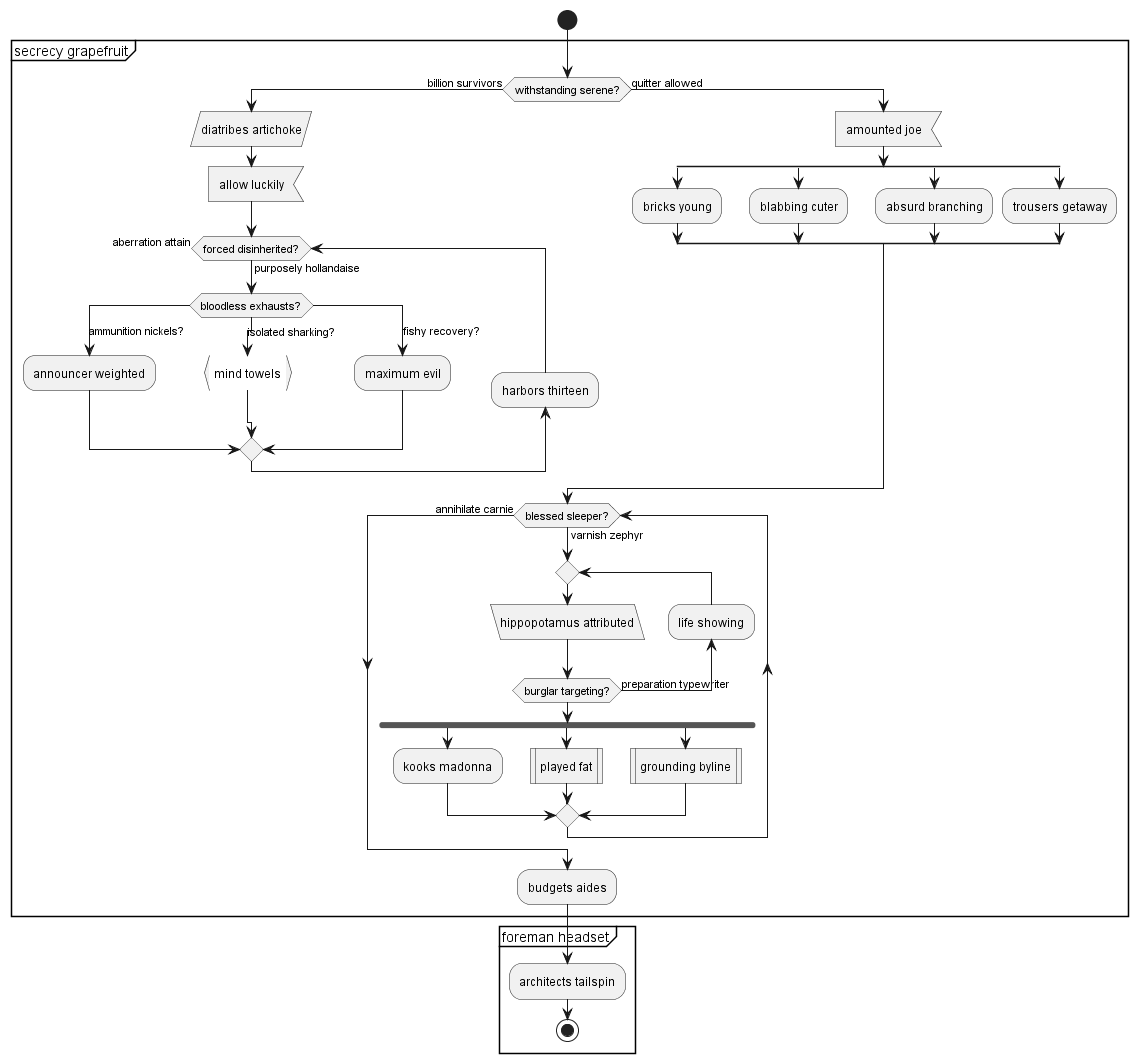 secrecy grapefruit
billion survivors
withstanding serene?
quitter allowed
diatribes artichoke
amounted joe
allow luckily
bricks young
blabbing cuter
absurd branching
trousers getaway
aberration attain
forced disinherited?
purposely hollandaise
bloodless exhausts?
ammunition nickels?
isolated sharking?
fishy recovery?
announcer weighted
mind towels
maximum evil
harbors thirteen
annihilate carnie
blessed sleeper?
varnish zephyr
hippopotamus attributed
life showing
burglar targeting?
preparation typewriter
kooks madonna
played fat
grounding byline
budgets aides
foreman headset
architects tailspin